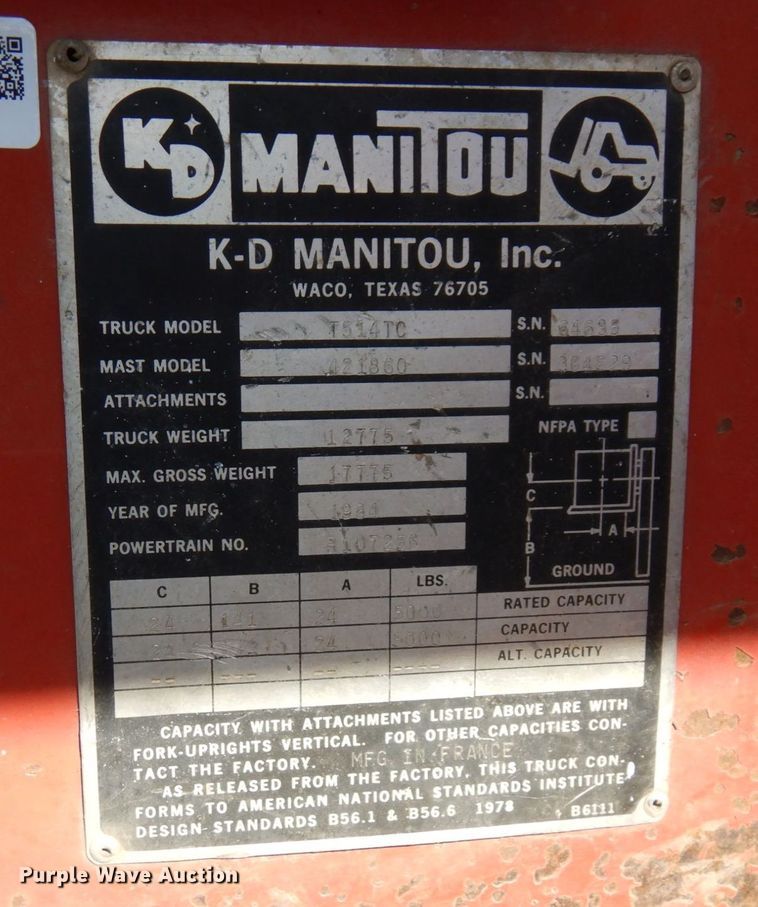 KD MANITOU
K-D MANITOU, Inc.
WACO, TEXAS 76705
TRUCK MODEL T514TC S.N.
MAST MODEL 421860 S.N.
ATTACHMENTS S.N.
TRUCK WEIGHT 12775 NFPA TYPE
MAX. GROSS WEIGHT 17775
YEAR OF MFG.
POWERTRAIN NO.
C
A
B
GROUND
C B A LBS.
24 24 5000 RATED CAPACITY
24 CAPACITY
-- --- -- ---- ALT. CAPACITY
CAPACITY WITH ATTACHMENTS LISTED ABOVE ARE WITH
FORK-UPRIGHTS VERTICAL. FOR OTHER CAPACITIES CON-
TACT THE FACTORY. MFG IN FRANCE
AS RELEASED FROM THE FACTORY, THIS TRUCK CON-
FORMS TO AMERICAN NATIONAL STANDARDS INSTITUTE
DESIGN STANDARDS B56.1 & B56.6 1978 B6111
Purple Wave Auction